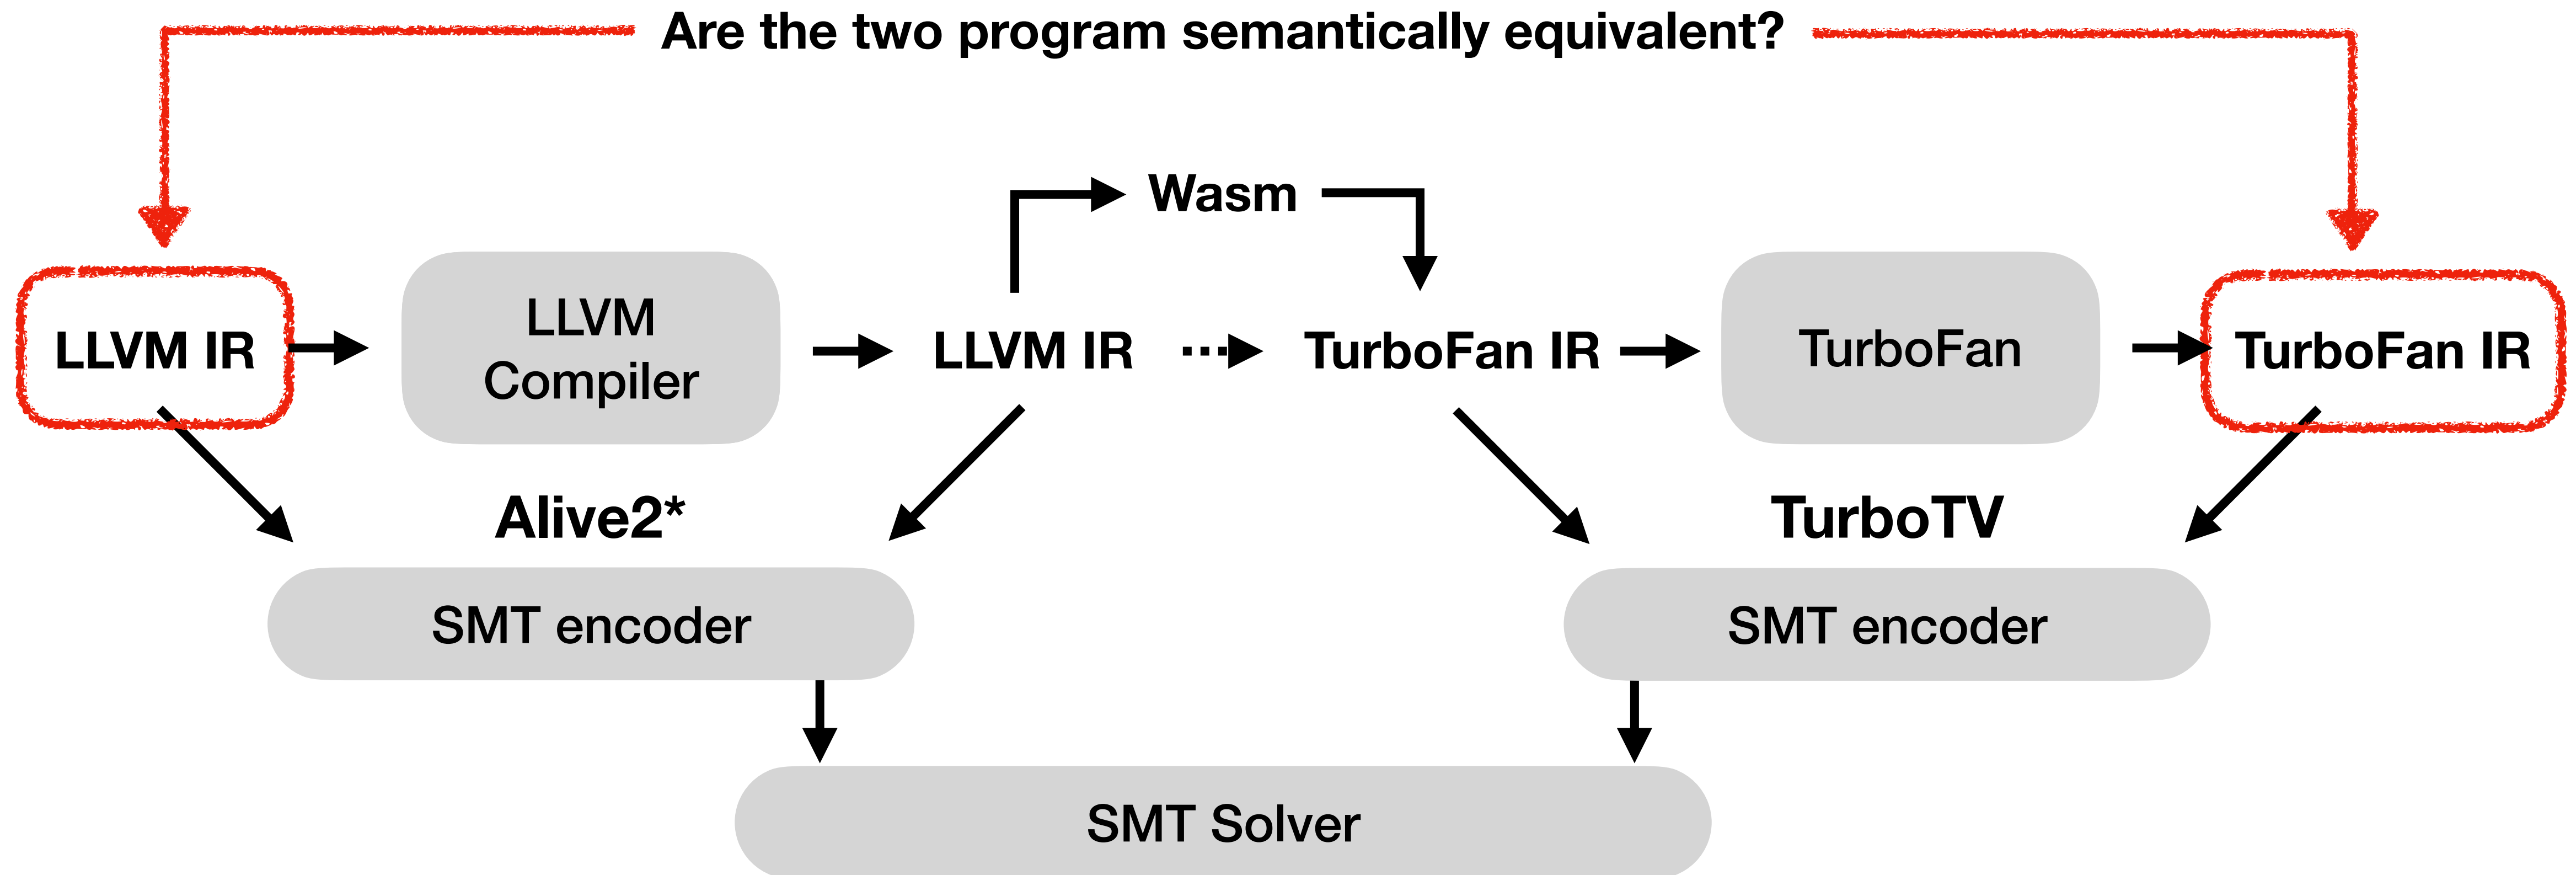 Are the two program semantically equivalent?
Wasm
LLVM IR
LLVM
Compiler
LLVM IR
TurboFan IR
TurboFan
TurboFan IR
Alive2*
TurboTV
SMT encoder
SMT encoder
SMT Solver